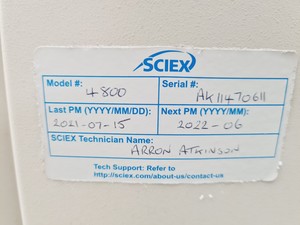 SCIEX
Model #: Serial #:
4800 AK11470611
Last PM (YYYY/MM/DD): Next PM (YYYY/MM):
2021-07-15 2022-06
SCIEX Technician Name:
ARRON ATKINSON
Tech Support: Refer to
http://sciex.com/about-us/contact-us